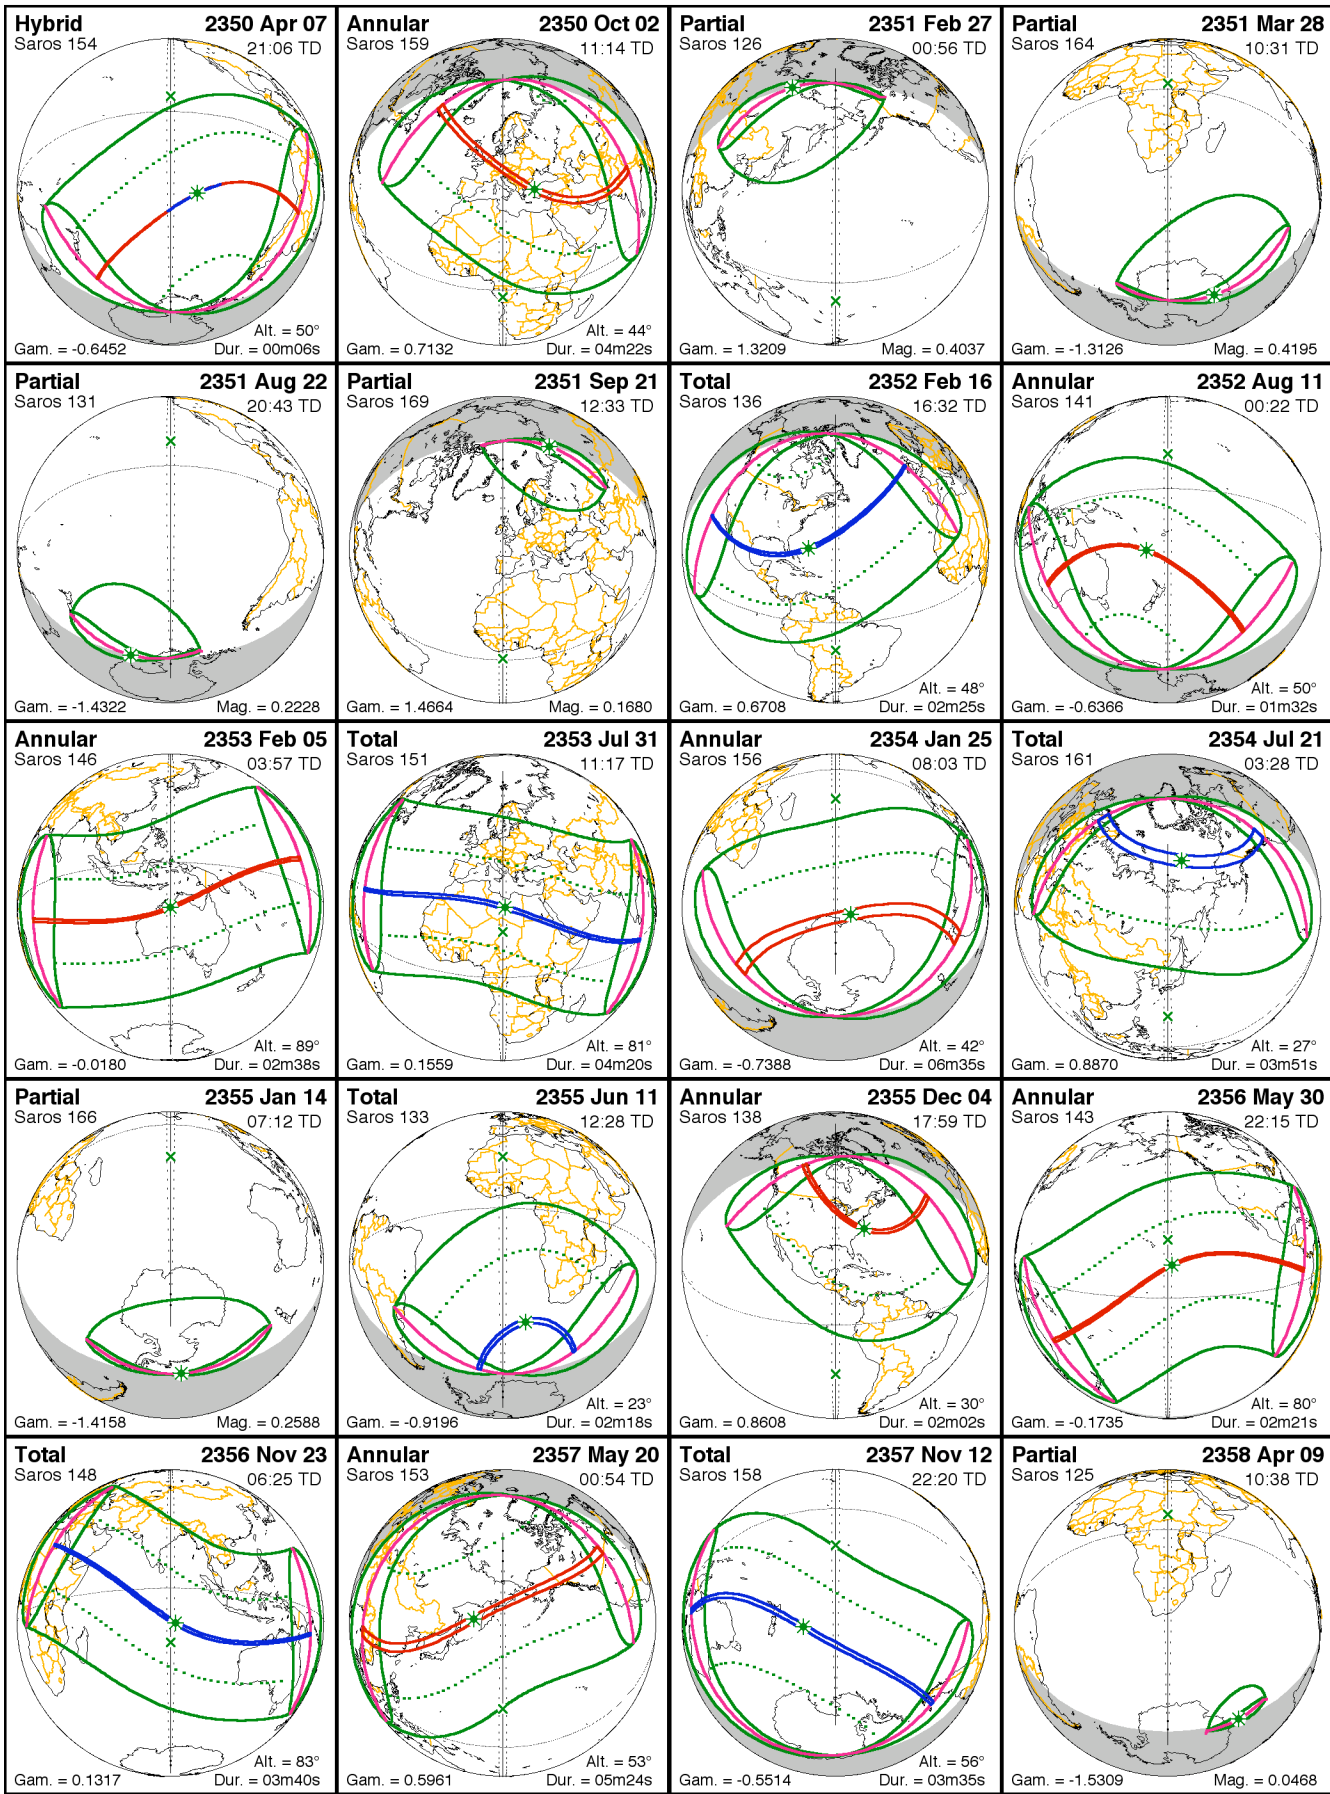 Hybrid 2350 Apr 07
Saros 154 21:06 TD
Alt. = 50°
Gam. = -0.6452 Dur. = 00m06s
Annular 2350 Oct 02
Saros 159 11:14 TD
Alt. = 44°
Gam. = 0.7132 Dur. = 04m22s
Partial 2351 Feb 27
Saros 126 00:56 TD
Gam. = 1.3209 Mag. = 0.4037
Partial 2351 Mar 28
Saros 164 10:31 TD
Gam. = -1.3126 Mag. = 0.4195
Partial 2351 Aug 22
Saros 131 20:43 TD
Gam. = -1.4322 Mag. = 0.2228
Partial 2351 Sep 21
Saros 169 12:33 TD
Gam. = 1.4664 Mag. = 0.1680
Total 2352 Feb 16
Saros 136 16:32 TD
Alt. = 48°
Gam. = 0.6708 Dur. = 02m25s
Annular 2352 Aug 11
Saros 141 00:22 TD
Alt. = 50°
Gam. = -0.6366 Dur. = 01m32s
Annular 2353 Feb 05
Saros 146 03:57 TD
Alt. = 89°
Gam. = -0.0180 Dur. = 02m38s
Total 2353 Jul 31
Saros 151 11:17 TD
Alt. = 81°
Gam. = 0.1559 Dur. = 04m20s
Annular 2354 Jan 25
Saros 156 08:03 TD
Alt. = 42°
Gam. = -0.7388 Dur. = 06m35s
Total 2354 Jul 21
Saros 161 03:28 TD
Alt. = 27°
Gam. = 0.8870 Dur. = 03m51s
Partial 2355 Jan 14
Saros 166 07:12 TD
Gam. = -1.4158 Mag. = 0.2588
Total 2355 Jun 11
Saros 133 12:28 TD
Alt. = 23°
Gam. = -0.9196 Dur. = 02m18s
Annular 2355 Dec 04
Saros 138 17:59 TD
Alt. = 30°
Gam. = 0.8608 Dur. = 02m02s
Annular 2356 May 30
Saros 143 22:15 TD
Alt. = 80°
Gam. = -0.1735 Dur. = 02m21s
Total 2356 Nov 23
Saros 148 06:25 TD
Alt. = 83°
Gam. = 0.1317 Dur. = 03m40s
Annular 2357 May 20
Saros 153 00:54 TD
Alt. = 53°
Gam. = 0.5961 Dur. = 05m24s
Total 2357 Nov 12
Saros 158 22:20 TD
Alt. = 56°
Gam. = -0.5514 Dur. = 03m35s
Partial 2358 Apr 09
Saros 125 10:38 TD
Gam. = -1.5309 Mag. = 0.0468